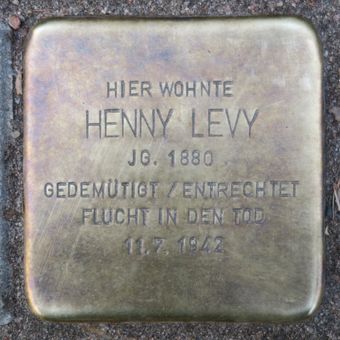 HIER WOHNTE
HENNY LEVY
JG. 1880
GEDEMÜTIGT / ENTRECHTET
FLUCHT IN DEN TOD
11.7. 1942